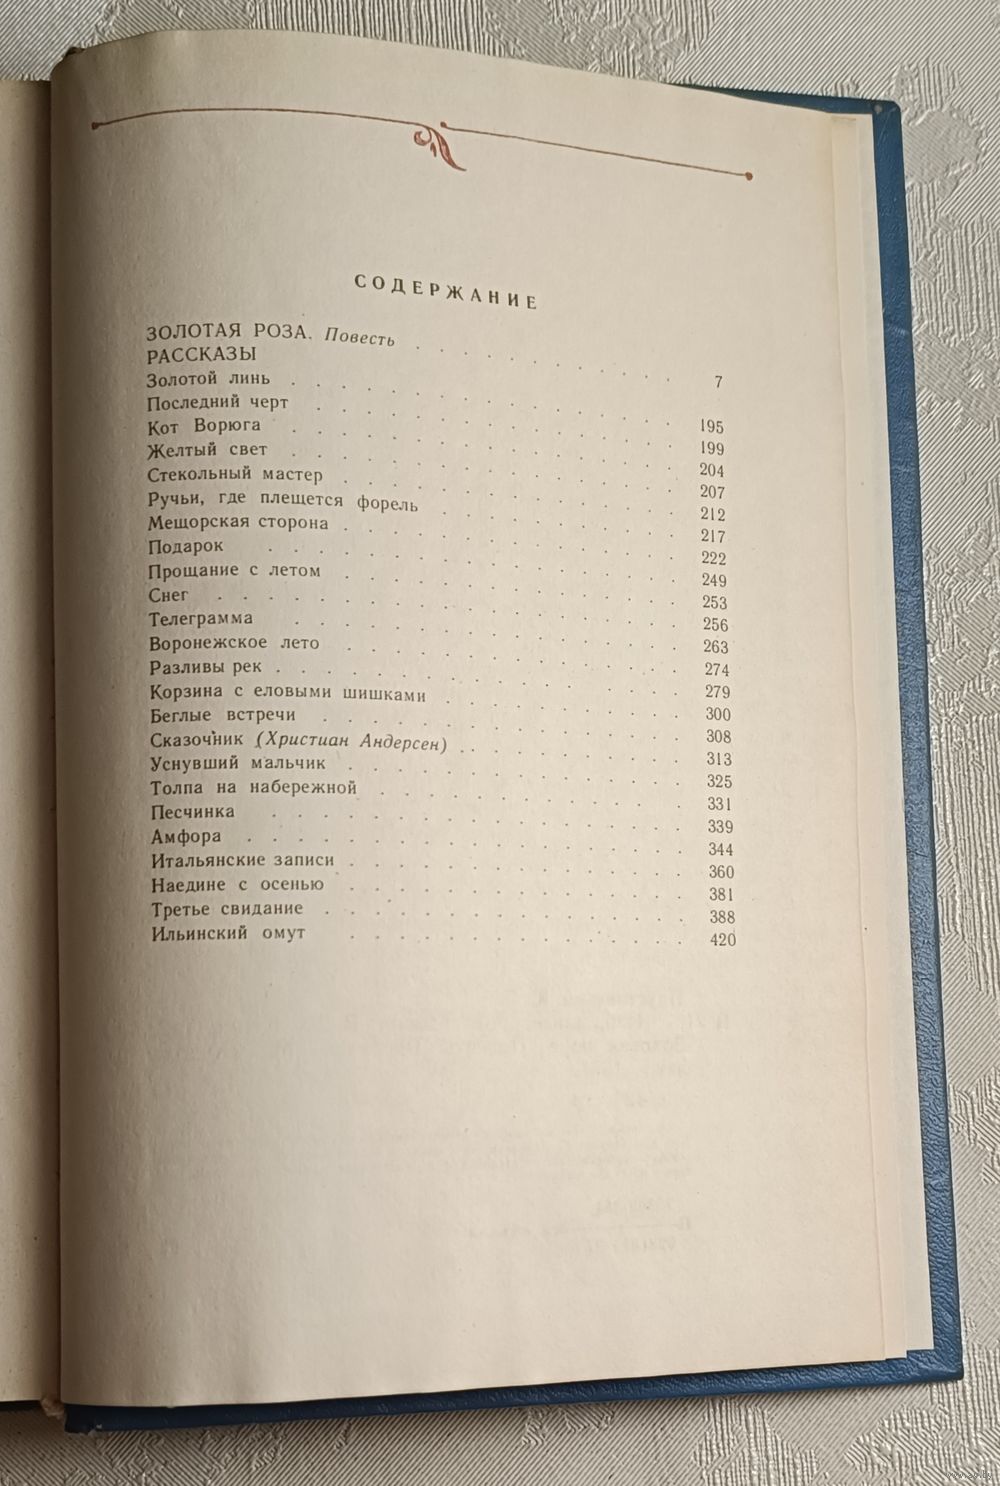 СОДЕРЖАНИЕ
ЗОЛОТАЯ РОЗА. Повесть . . . . . . . . . . 7
РАССКАЗЫ
Золотой линь . . . . . . . . . . 195
Последний черт . . . . . . . . . . 199
Кот Ворюга . . . . . . . . . . 204
Желтый свет . . . . . . . . . . 207
Стекольный мастер . . . . . . . . . . 212
Ручьи, где плещется форель . . . . . . . . . . 217
Мещорская сторона . . . . . . . . . . 222
Подарок . . . . . . . . . . 249
Прощание с летом . . . . . . . . . . 253
Снег . . . . . . . . . . 256
Телеграмма . . . . . . . . . . 263
Воронежское лето . . . . . . . . . . 274
Разливы рек . . . . . . . . . . 279
Корзина с еловыми шишками . . . . . . . . . . 300
Беглые встречи . . . . . . . . . . 308
Сказочник (Христиан Андерсен) . . . . . . . . . . 313
Уснувший мальчик . . . . . . . . . . 325
Толпа на набережной . . . . . . . . . . 331
Песчинка . . . . . . . . . . 339
Амфора . . . . . . . . . . 344
Итальянские записи . . . . . . . . . . 360
Наедине с осенью . . . . . . . . . . 381
Третье свидание . . . . . . . . . . 388
Ильинский омут . . . . . . . . . . 420